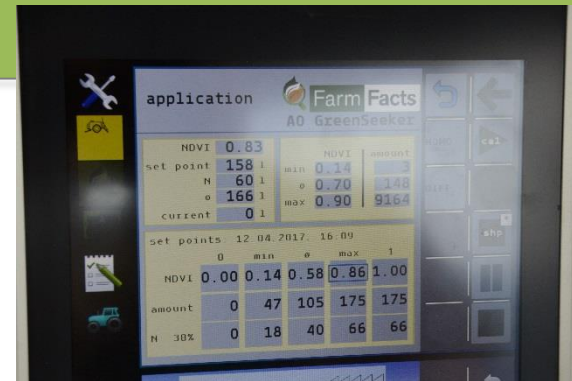 application
Farm Facts
AO GreenSeeker
NDVI 0.83
set point 158 l
N 60 l
ø 166 l
current 0 l
NDVI amount
min 0.14 3
ø 0.70 148
max 0.90 9164
set points: 12.04.2017. 16:09
0 min ø max 1
NDVI 0.00 0.14 0.58 0.86 1.00
amount 0 47 105 175 175
N 38% 0 18 40 66 66
cal
.shp